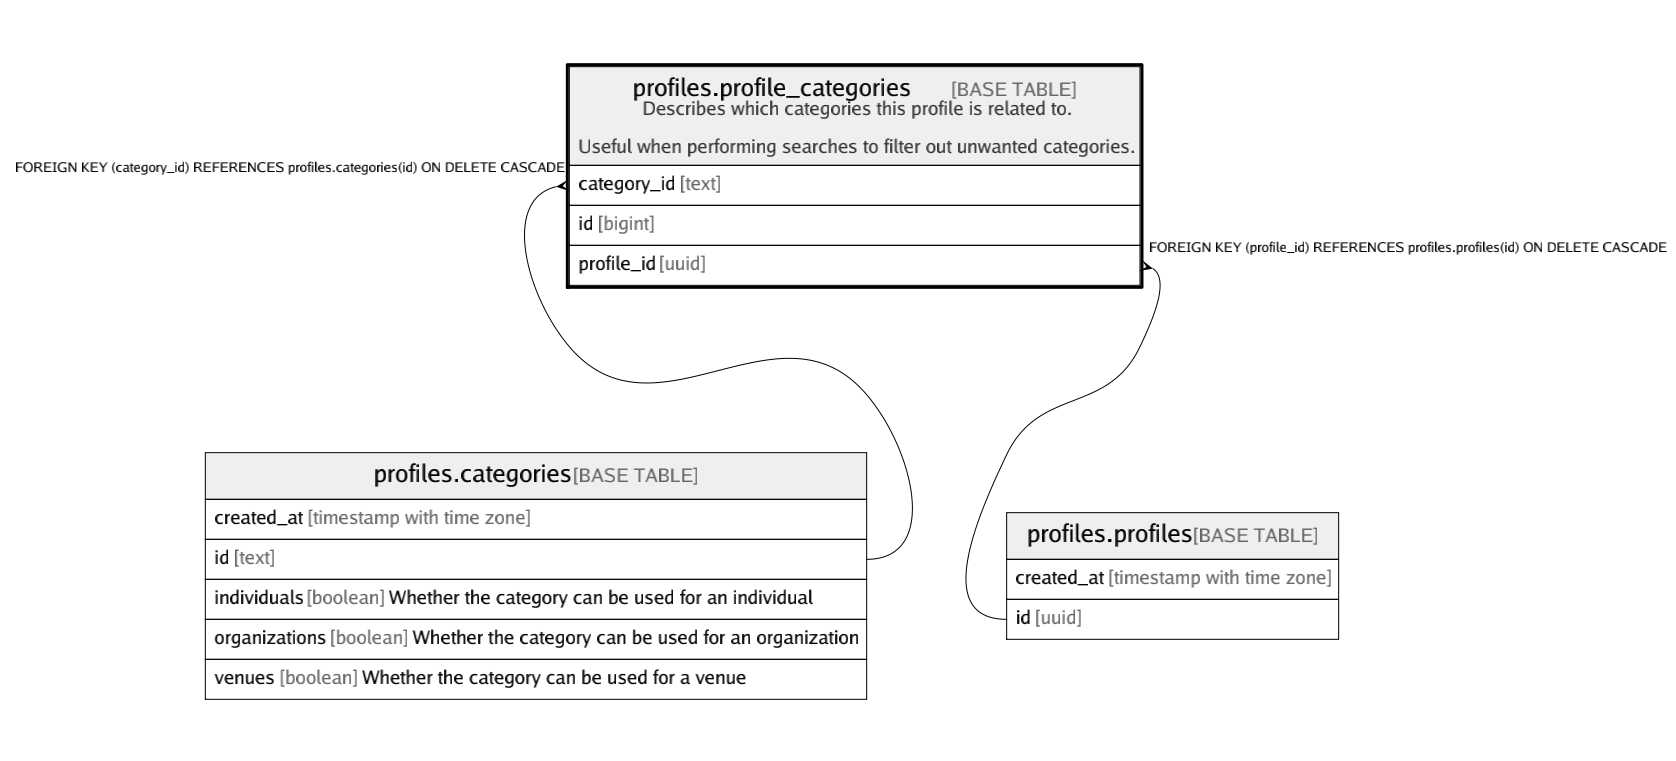 profiles.profile_categories [BASE TABLE]
Describes which categories this profile is related to.
Useful when performing searches to filter out unwanted categories.
FOREIGN KEY (category_id) REFERENCES profiles.categories(id) ON DELETE CASCADE
category_id [text]
id [bigint]
FOREIGN KEY (profile_id) REFERENCES profiles.profiles(id) ON DELETE CASCADE
profile_id [uuid]
profiles.categories [BASE TABLE]
created_at [timestamp with time zone]
id [text]
individuals [boolean] Whether the category can be used for an individual
organizations [boolean] Whether the category can be used for an organization
venues [boolean] Whether the category can be used for a venue
profiles.profiles [BASE TABLE]
created_at [timestamp with time zone]
id [uuid]